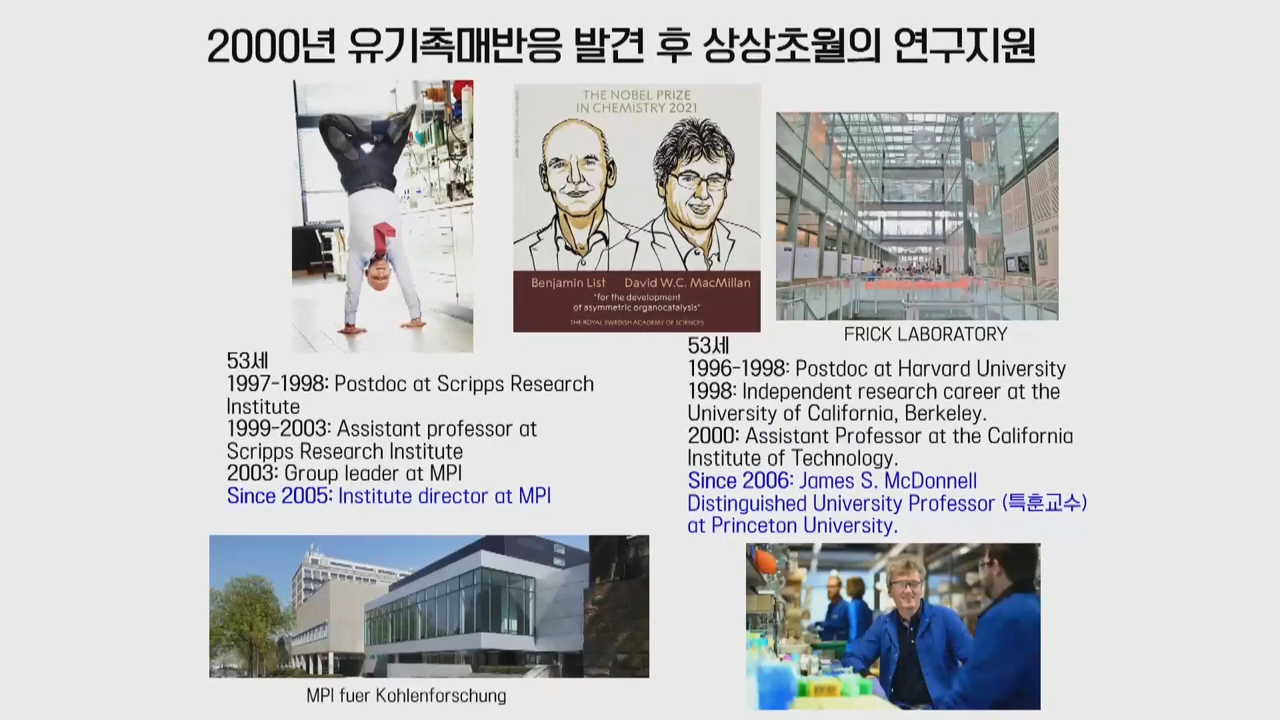 2000년 유기촉매반응 발견 후 상상초월의 연구지원
THE NOBEL PRIZE
IN CHEMISTRY 2021
Benjamin List
David W.C. MacMillan
"for the development
of asymmetric organocatalysis"
THE ROYAL SWEDISH ACADEMY OF SCIENCES
FRICK LABORATORY
53세
1997-1998: Postdoc at Scripps Research
Institute
1999-2003: Assistant professor at
Scripps Research Institute
2003: Group leader at MPI
Since 2005: Institute director at MPI
53세
1996-1998: Postdoc at Harvard University
1998: Independent research career at the
University of California, Berkeley.
2000: Assistant Professor at the California
Institute of Technology.
Since 2006: James S. McDonnell
Distinguished University Professor (특훈교수)
at Princeton University.
MPI fuer Kohlenforschung